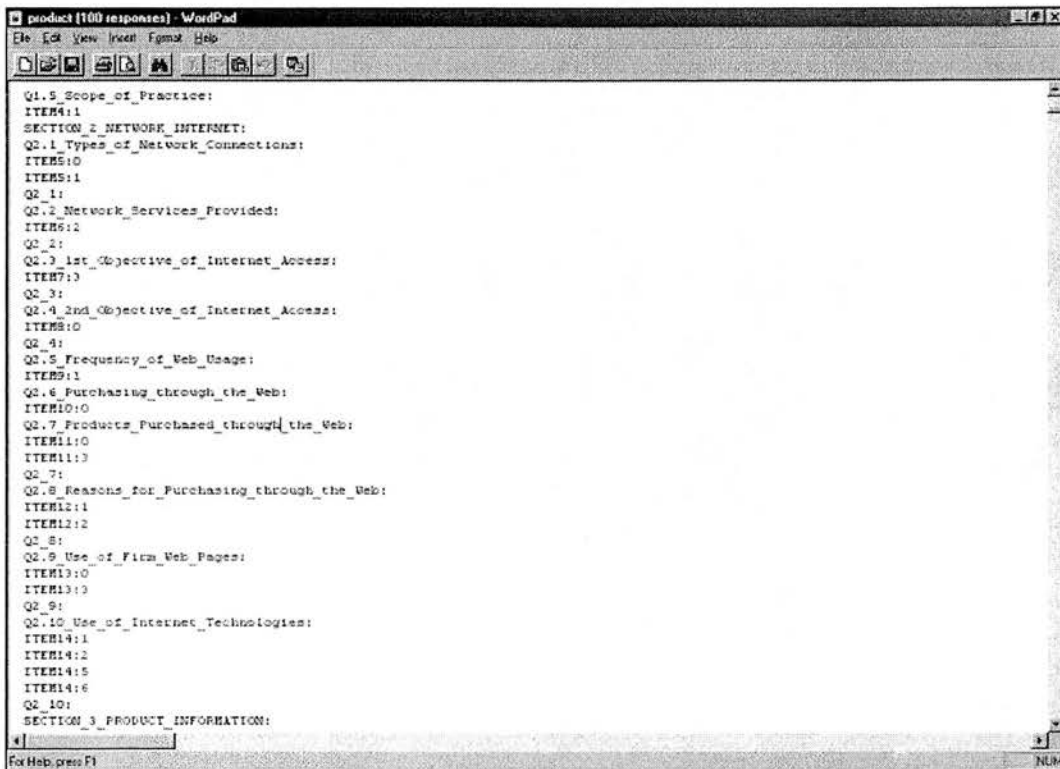 product (100 responses) - WordPad
File Edit View Insert Format Help
Q1.5_Scope_of_Practice:
ITEM4:1
SECTION_2_NETWORK_INTERNET:
Q2.1_Types_of_Network_Connections:
ITEM5:0
ITEM5:1
Q2_1:
Q2.2_Network_Services_Provided:
ITEM6:2
Q2_2:
Q2.3_1st_Objective_of_Internet_Access:
ITEM7:3
Q2_3:
Q2.4_2nd_Objective_of_Internet_Access:
ITEM8:0
Q2_4:
Q2.5_Frequency_of_Web_Usage:
ITEM9:1
Q2.6_Purchasing_through_the_Web:
ITEM10:0
Q2.7_Products_Purchased_through_the_Web:
ITEM11:0
ITEM11:3
Q2_7:
Q2.8_Reasons_for_Purchasing_through_the_Web:
ITEM12:1
ITEM12:2
Q2_8:
Q2.9_Use_of_Firm_Web_Pages:
ITEM13:0
ITEM13:3
Q2_9:
Q2.10_Use_of_Internet_Technologies:
ITEM14:1
ITEM14:2
ITEM14:5
ITEM14:6
Q2_10:
SECTION_3_PRODUCT_INFORMATION:
For Help, press F1
NUM